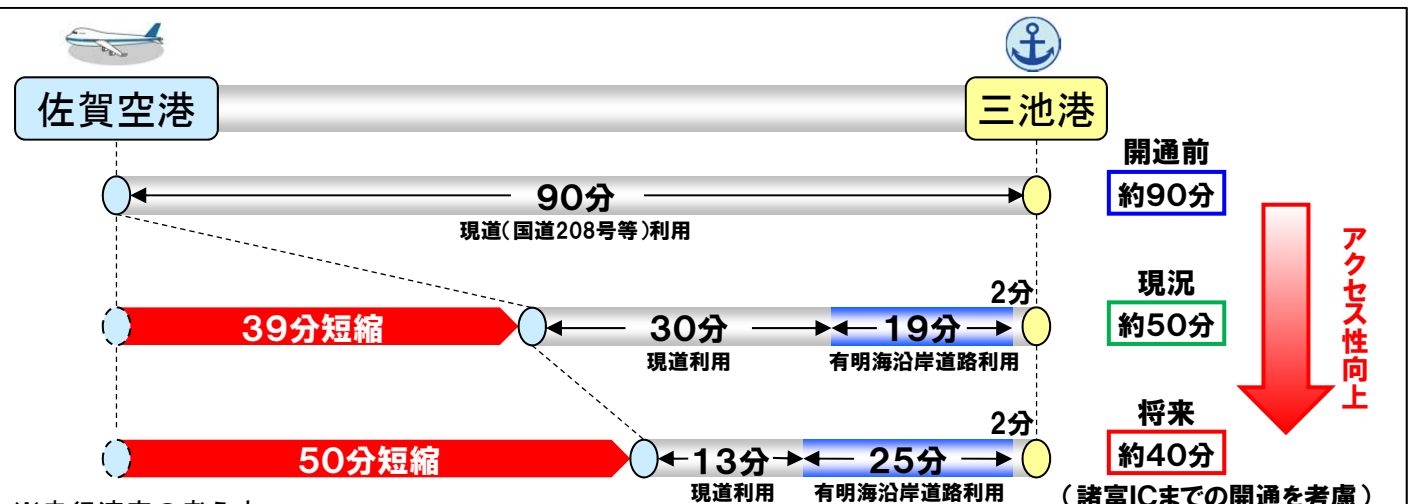 佐賀空港
三池港
開通前
約90分
90分
現道(国道208号等)利用
アクセス性向上
現況
約50分
2分
39分短縮
30分
19分
現道利用
有明海沿岸道路利用
将来
約40分
2分
50分短縮
13分
25分
現道利用
有明海沿岸道路利用
(諸富ICまでの開通を考慮)